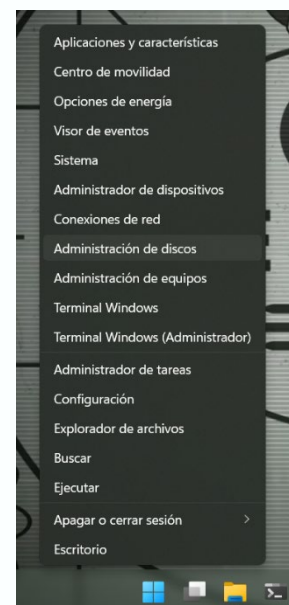 Aplicaciones y características
Centro de movilidad
Opciones de energía
Visor de eventos
Sistema
Administrador de dispositivos
Conexiones de red
Administración de discos
Administración de equipos
Terminal Windows
Terminal Windows (Administrador)
Administrador de tareas
Configuración
Explorador de archivos
Buscar
Ejecutar
Apagar o cerrar sesión
Escritorio